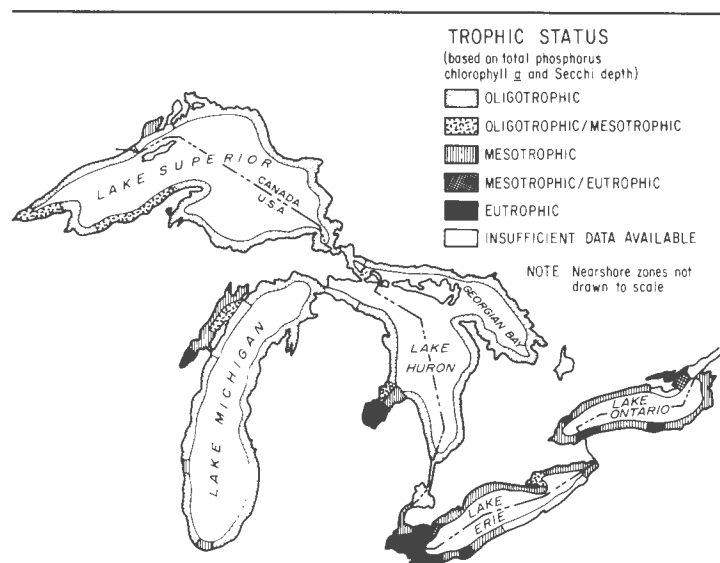 TROPHIC STATUS
(based on total phosphorus
chlorophyll a and Secchi depth)
OLIGOTROPHIC
OLIGOTROPHIC/MESOTROPHIC
MESOTROPHIC
MESOTROPHIC/EUTROPHIC
EUTROPHIC
INSUFFICIENT DATA AVAILABLE
NOTE Nearshore zones not
drawn to scale
LAKE SUPERIOR
CANADA
USA
GEORGIAN BAY
LAKE MICHIGAN
LAKE
HURON
LAKE
ONTARIO
LAKE
ERIE